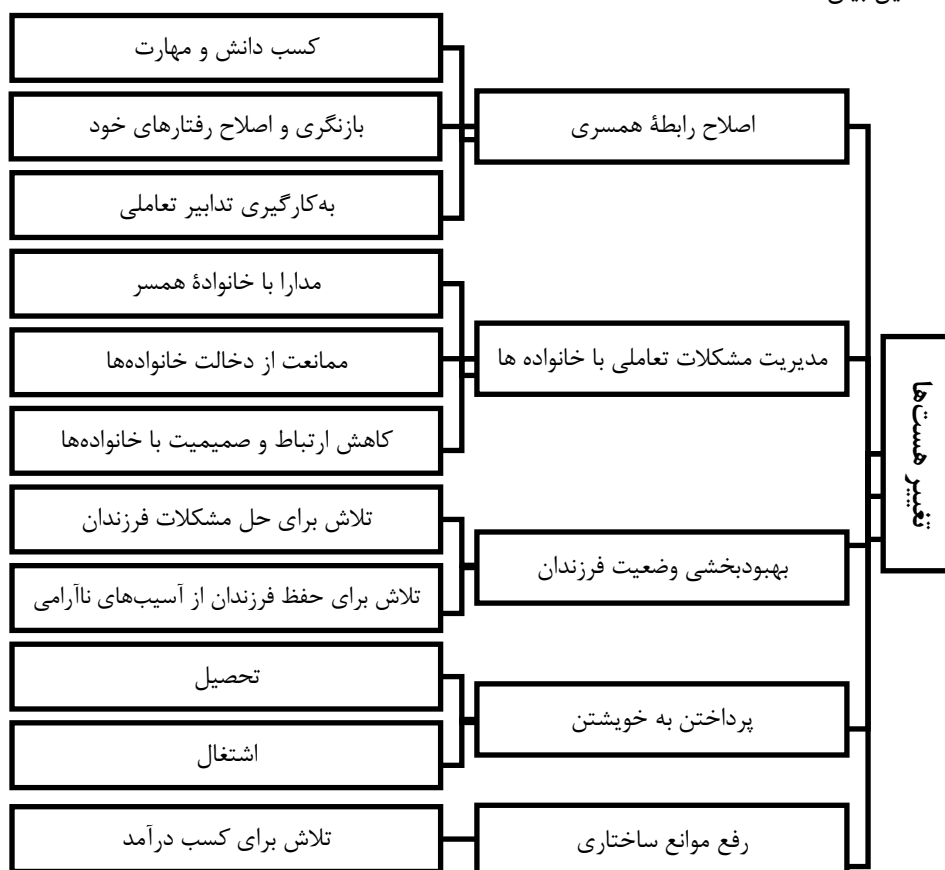 تغییر هست‌ها
اصلاح رابطهٔ همسری
کسب دانش و مهارت
بازنگری و اصلاح رفتارهای خود
به‌کارگیری تدابیر تعاملی
مدیریت مشکلات تعاملی با خانواده ها
مدارا با خانوادهٔ همسر
ممانعت از دخالت خانواده‌ها
کاهش ارتباط و صمیمیت با خانواده‌ها
بهبودبخشی وضعیت فرزندان
تلاش برای حل مشکلات فرزندان
تلاش برای حفظ فرزندان از آسیب‌های ناآرامی
پرداختن به خویشتن
تحصیل
اشتغال
رفع موانع ساختاری
تلاش برای کسب درآمد